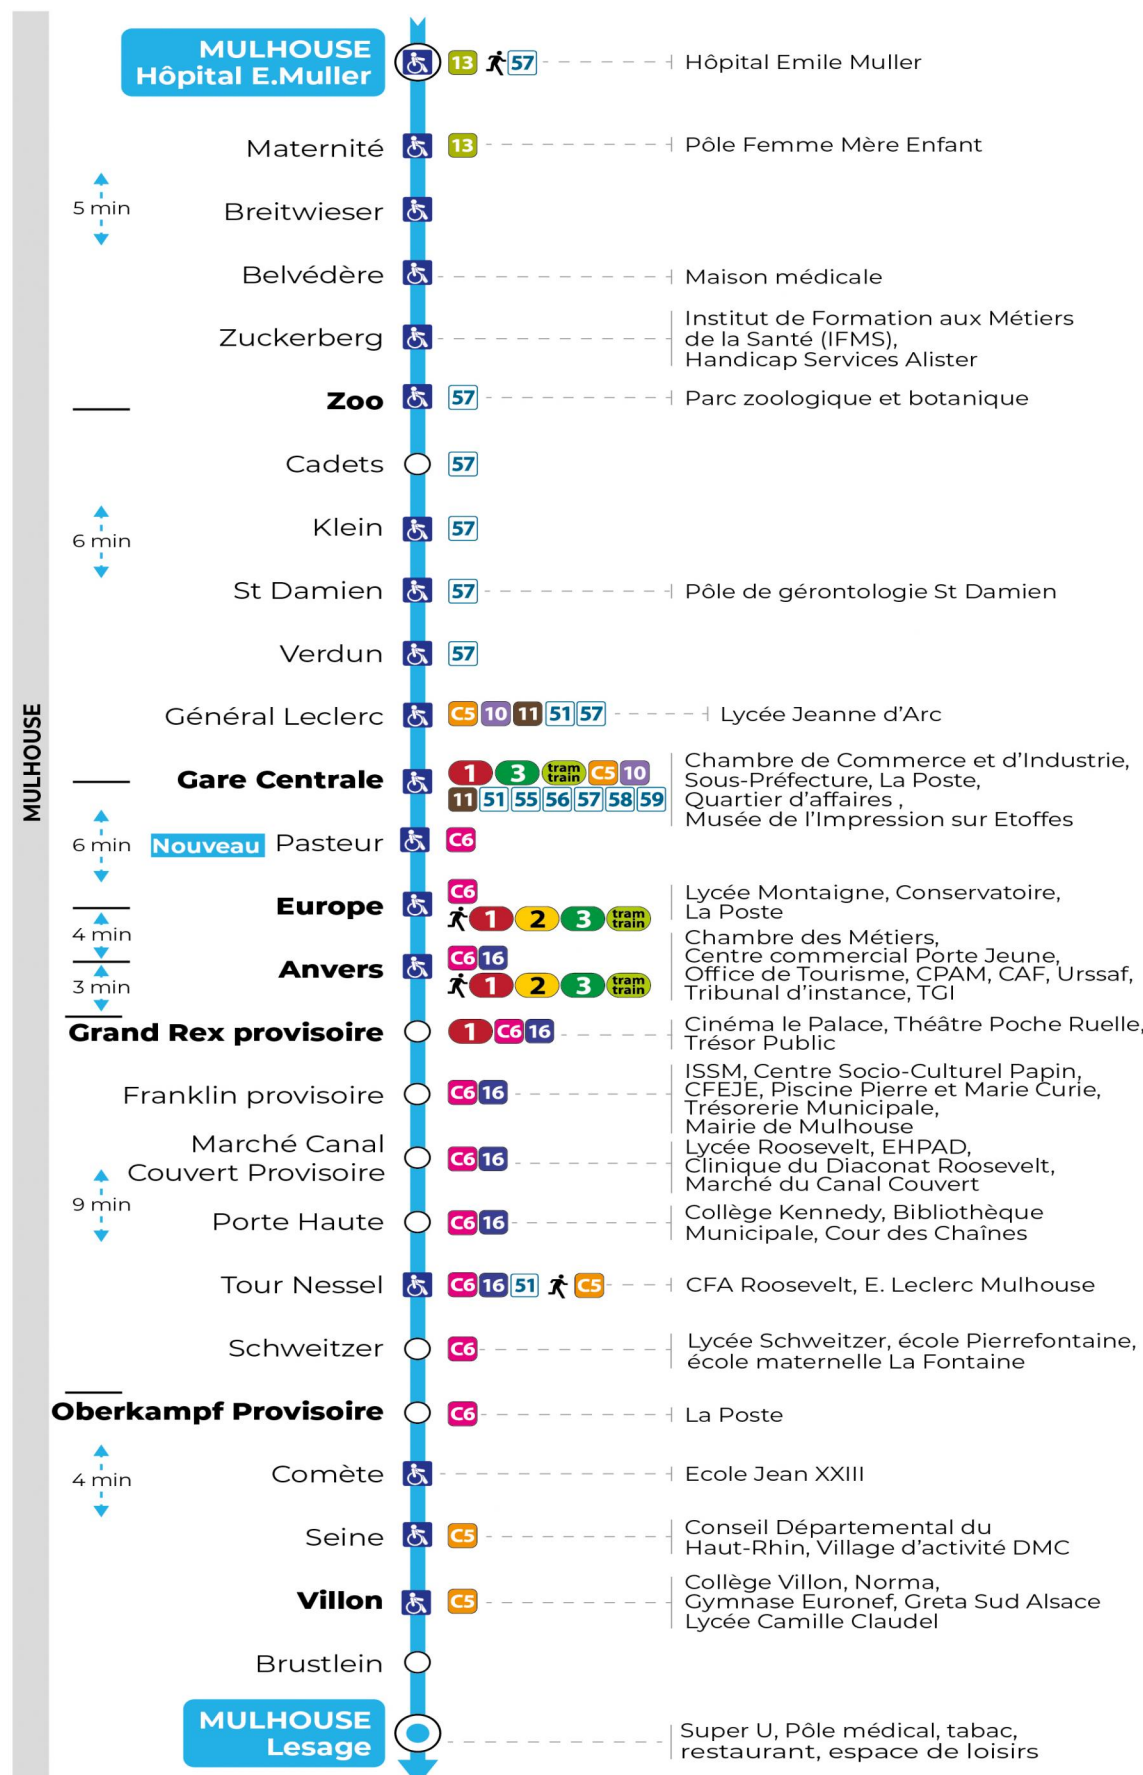 MULHOUSE
MULHOUSE
Hôpital E.Muller
13 57
Hôpital Emile Muller
Maternité
13
Pôle Femme Mère Enfant
5 min
Breitwieser
Belvédère
Maison médicale
Zuckerberg
Institut de Formation aux Métiers
de la Santé (IFMS),
Handicap Services Alister
Zoo
57
Parc zoologique et botanique
Cadets
57
6 min
Klein
57
St Damien
57
Pôle de gérontologie St Damien
Verdun
57
Général Leclerc
C5 10 11 51 57
Lycée Jeanne d’Arc
Gare Centrale
1 3 tram train C5 10
11 51 55 56 57 58 59
Chambre de Commerce et d’Industrie,
Sous-Préfecture, La Poste,
Quartier d’affaires ,
Musée de l’Impression sur Etoffes
6 min
Nouveau Pasteur
C6
Europe
C6
1 2 3 tram train
Lycée Montaigne, Conservatoire,
La Poste
4 min
Anvers
C6 16
1 2 3 tram train
Chambre des Métiers,
Centre commercial Porte Jeune,
Office de Tourisme, CPAM, CAF, Urssaf,
Tribunal d’instance, TGI
3 min
Grand Rex provisoire
1 C6 16
Cinéma le Palace, Théâtre Poche Ruelle,
Trésor Public
Franklin provisoire
C6 16
ISSM, Centre Socio-Culturel Papin,
CFEJE, Piscine Pierre et Marie Curie,
Trésorerie Municipale,
Mairie de Mulhouse
Marché Canal
Couvert Provisoire
C6 16
Lycée Roosevelt, EHPAD,
Clinique du Diaconat Roosevelt,
Marché du Canal Couvert
9 min
Porte Haute
C6 16
Collège Kennedy, Bibliothèque
Municipale, Cour des Chaînes
Tour Nessel
C6 16 51 C5
CFA Roosevelt, E. Leclerc Mulhouse
Schweitzer
C6
Lycée Schweitzer, école Pierrefontaine,
école maternelle La Fontaine
Oberkampf Provisoire
C6
La Poste
4 min
Comète
Ecole Jean XXIII
Seine
C5
Conseil Départemental du
Haut-Rhin, Village d’activité DMC
Villon
C5
Collège Villon, Norma,
Gymnase Euronef, Greta Sud Alsace
Lycée Camille Claudel
Brustlein
MULHOUSE
Lesage
Super U, Pôle médical, tabac,
restaurant, espace de loisirs